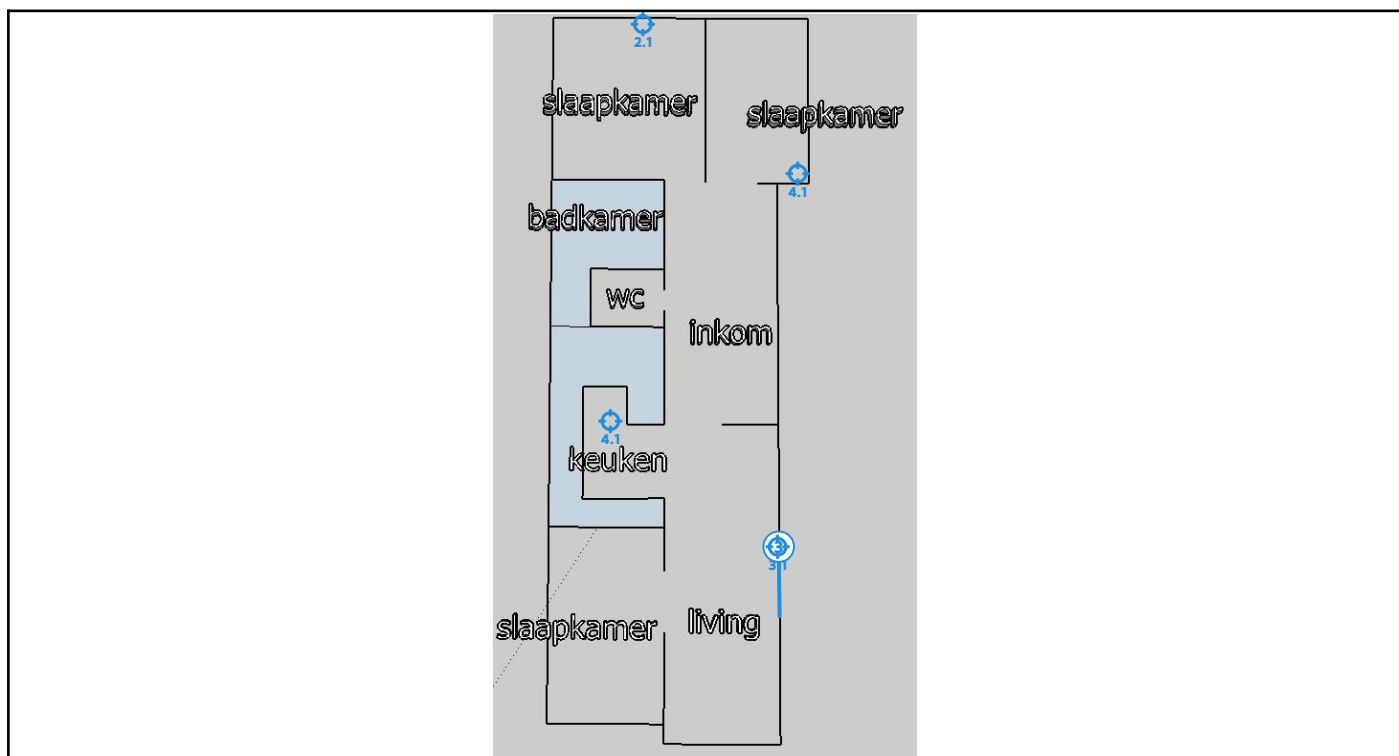 2.1
slaapkamer
slaapkamer
4.1
badkamer
wc
inkom
4.1
keuken
3
3.1
slaapkamer
living